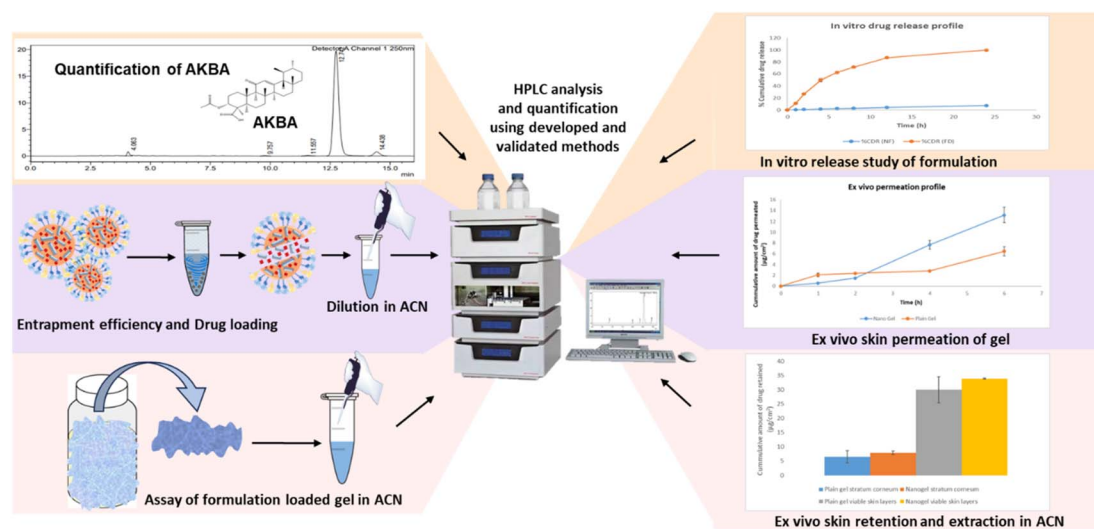 Detector A Channel 1 250nm
Quantification of AKBA
AKBA
20
15
10
5
0
4.063
9.757
11.557
14.438
0.0
2.5
5.0
7.5
10.0
12.5
15.0
min
Entrapment efficiency and Drug loading
Dilution in ACN
Assay of formulation loaded gel in ACN
HPLC analysis
and quantification
using developed and
validated methods
In vitro drug release profile
% Cumulative drug release
120
100
80
60
40
20
0
0
5
10
15
20
25
30
Time (h)
%CDR (NF)
%CDR (FD)
In vitro release study of formulation
Ex vivo permeation profile
Cummulative amount of drug permeated
(µg/cm²)
16
14
12
10
8
6
4
2
0
0
1
2
3
4
5
6
7
Time (h)
Nano Gel
Plain Gel
Ex vivo skin permeation of gel
Cummulative amount of drug retained
(µg/cm²)
40
35
30
25
20
15
10
5
0
Plain gel stratum corneum
Nanogel stratum corneum
Plain gel viable skin layers
Nanogel viable skin layers
Ex vivo skin retention and extraction in ACN